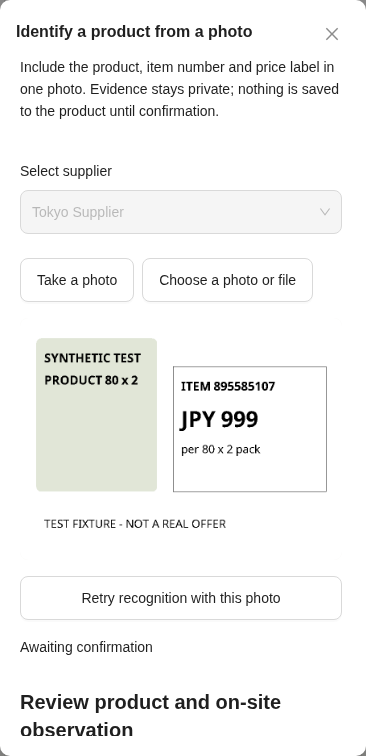 Identify a product from a photo
Include the product, item number and price label in
one photo. Evidence stays private; nothing is saved
to the product until confirmation.
Select supplier
Tokyo Supplier
Take a photo
Choose a photo or file
SYNTHETIC TEST
PRODUCT 80 x 2
ITEM 895585107
JPY 999
per 80 x 2 pack
TEST FIXTURE - NOT A REAL OFFER
Retry recognition with this photo
Awaiting confirmation
Review product and on-site
observation